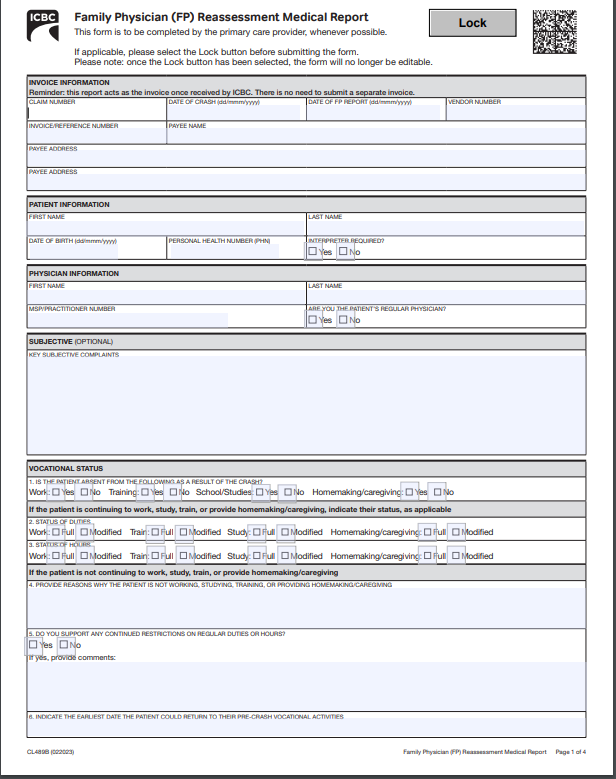 ICBC
Family Physician (FP) Reassessment Medical Report
This form is to be completed by the primary care provider, whenever possible.
Lock
If applicable, please select the Lock button before submitting the form.
Please note: once the Lock button has been selected, the form will no longer be editable.
INVOICE INFORMATION
Reminder: this report acts as the invoice once received by ICBC. There is no need to submit a separate invoice.
CLAIM NUMBER DATE OF CRASH (dd/mm/yyyy) DATE OF FP REPORT (dd/mm/yyyy) VENDOR NUMBER
INVOICE/REFERENCE NUMBER PAYEE NAME
PAYEE ADDRESS
PAYEE ADDRESS
PATIENT INFORMATION
FIRST NAME LAST NAME
DATE OF BIRTH (dd/mm/yyyy) PERSONAL HEALTH NUMBER (PHN) INTERPRETER REQUIRED?
Yes No
PHYSICIAN INFORMATION
FIRST NAME LAST NAME
MSP/PRACTITIONER NUMBER ARE YOU THE PATIENT'S REGULAR PHYSICIAN?
Yes No
SUBJECTIVE (OPTIONAL)
KEY SUBJECTIVE COMPLAINTS
VOCATIONAL STATUS
1. IS THE PATIENT ABSENT FROM THE FOLLOWING AS A RESULT OF THE CRASH?
Work: Yes No Training: Yes No School/Studies: Yes No Homemaking/caregiving: Yes No
If the patient is continuing to work, study, train, or provide homemaking/caregiving, indicate their status, as applicable
2. STATUS OF DUTIES
Work: Full Modified Train: Full Modified Study: Full Modified Homemaking/caregiving: Full Modified
3. STATUS OF HOURS
Work: Full Modified Train: Full Modified Study: Full Modified Homemaking/caregiving: Full Modified
If the patient is not continuing to work, study, train, or provide homemaking/caregiving
4. PROVIDE REASONS WHY THE PATIENT IS NOT WORKING, STUDYING, TRAINING, OR PROVIDING HOMEMAKING/CAREGIVING
5. DO YOU SUPPORT ANY CONTINUED RESTRICTIONS ON REGULAR DUTIES OR HOURS?
Yes No
If yes, provide comments:
6. INDICATE THE EARLIEST DATE THE PATIENT COULD RETURN TO THEIR PRE-CRASH VOCATIONAL ACTIVITIES
CL489B (022023) Family Physician (FP) Reassessment Medical Report Page 1 of 4